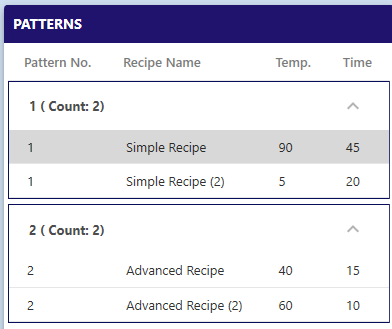 PATTERNS
Pattern No. Recipe Name Temp. Time
1 ( Count: 2)
1 Simple Recipe 90 45
1 Simple Recipe (2) 5 20
2 ( Count: 2)
2 Advanced Recipe 40 15
2 Advanced Recipe (2) 60 10